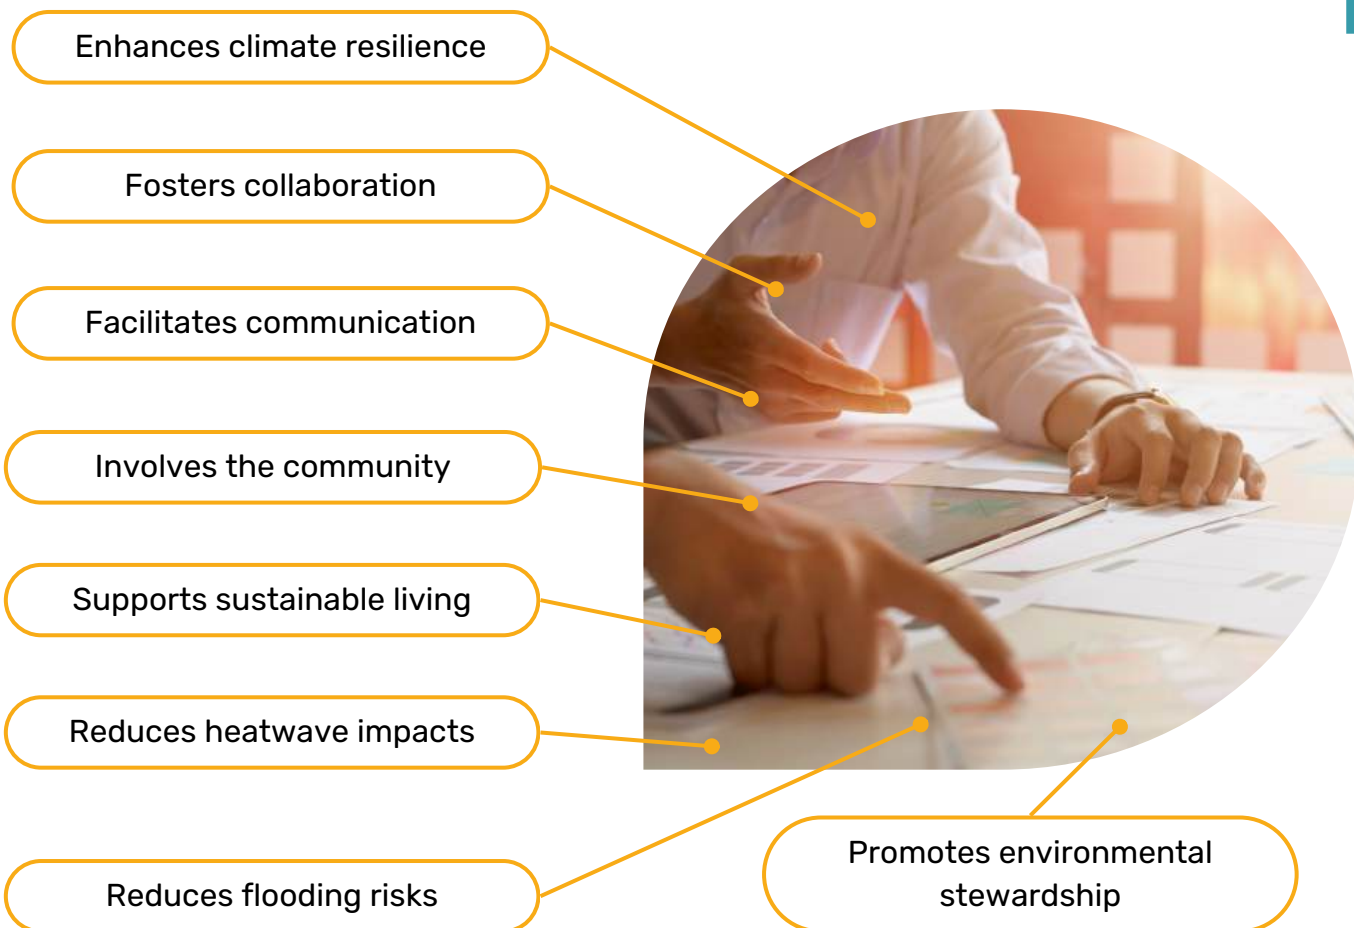 Enhances climate resilience
Fosters collaboration
Facilitates communication
Involves the community
Supports sustainable living
Reduces heatwave impacts
Reduces flooding risks
Promotes environmental
stewardship